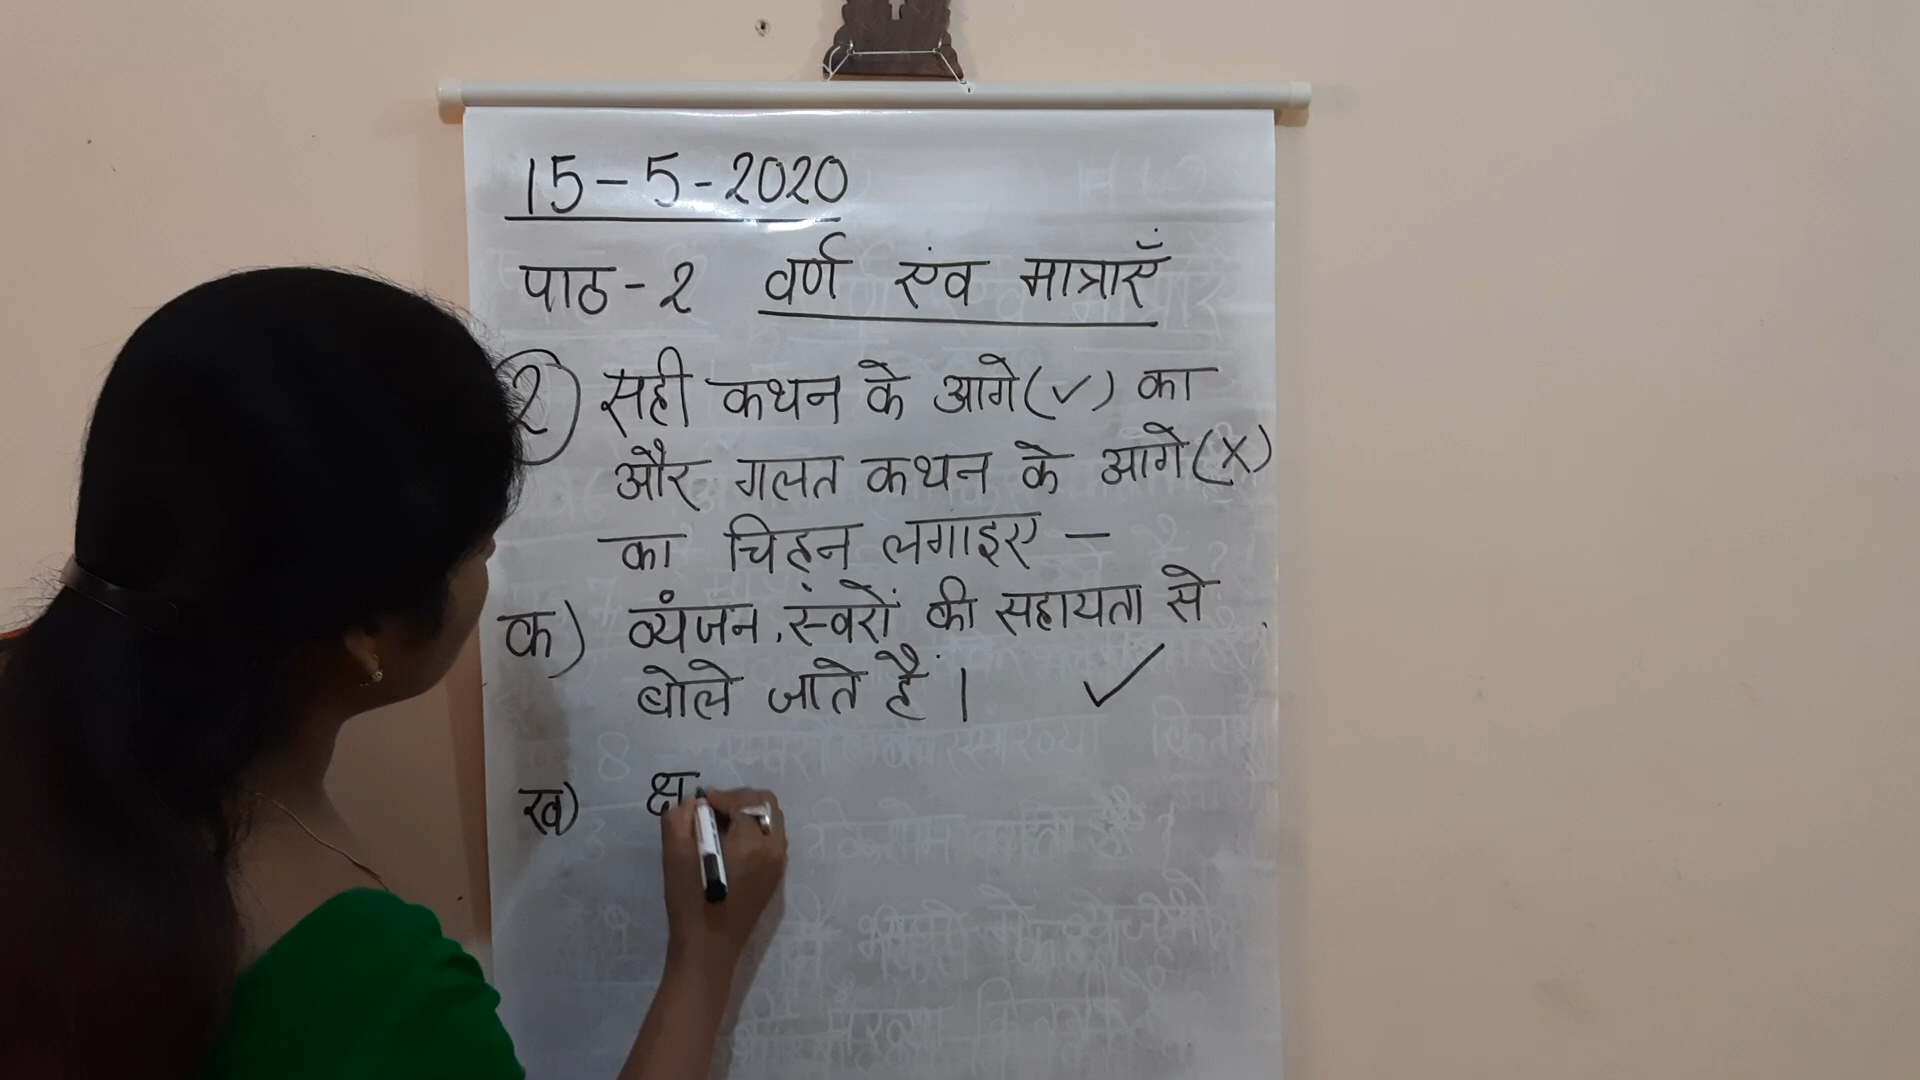 15-5-2020
पाठ-2 वर्ण एंव मात्राएँ
2) सही कथन के आगे (✓) का
और गलत कथन के आगे (X)
का चिह्न लगाइए –
क) व्यंजन, स्वरों की सहायता से
बोले जाते हैं । ✓
ख) क्ष